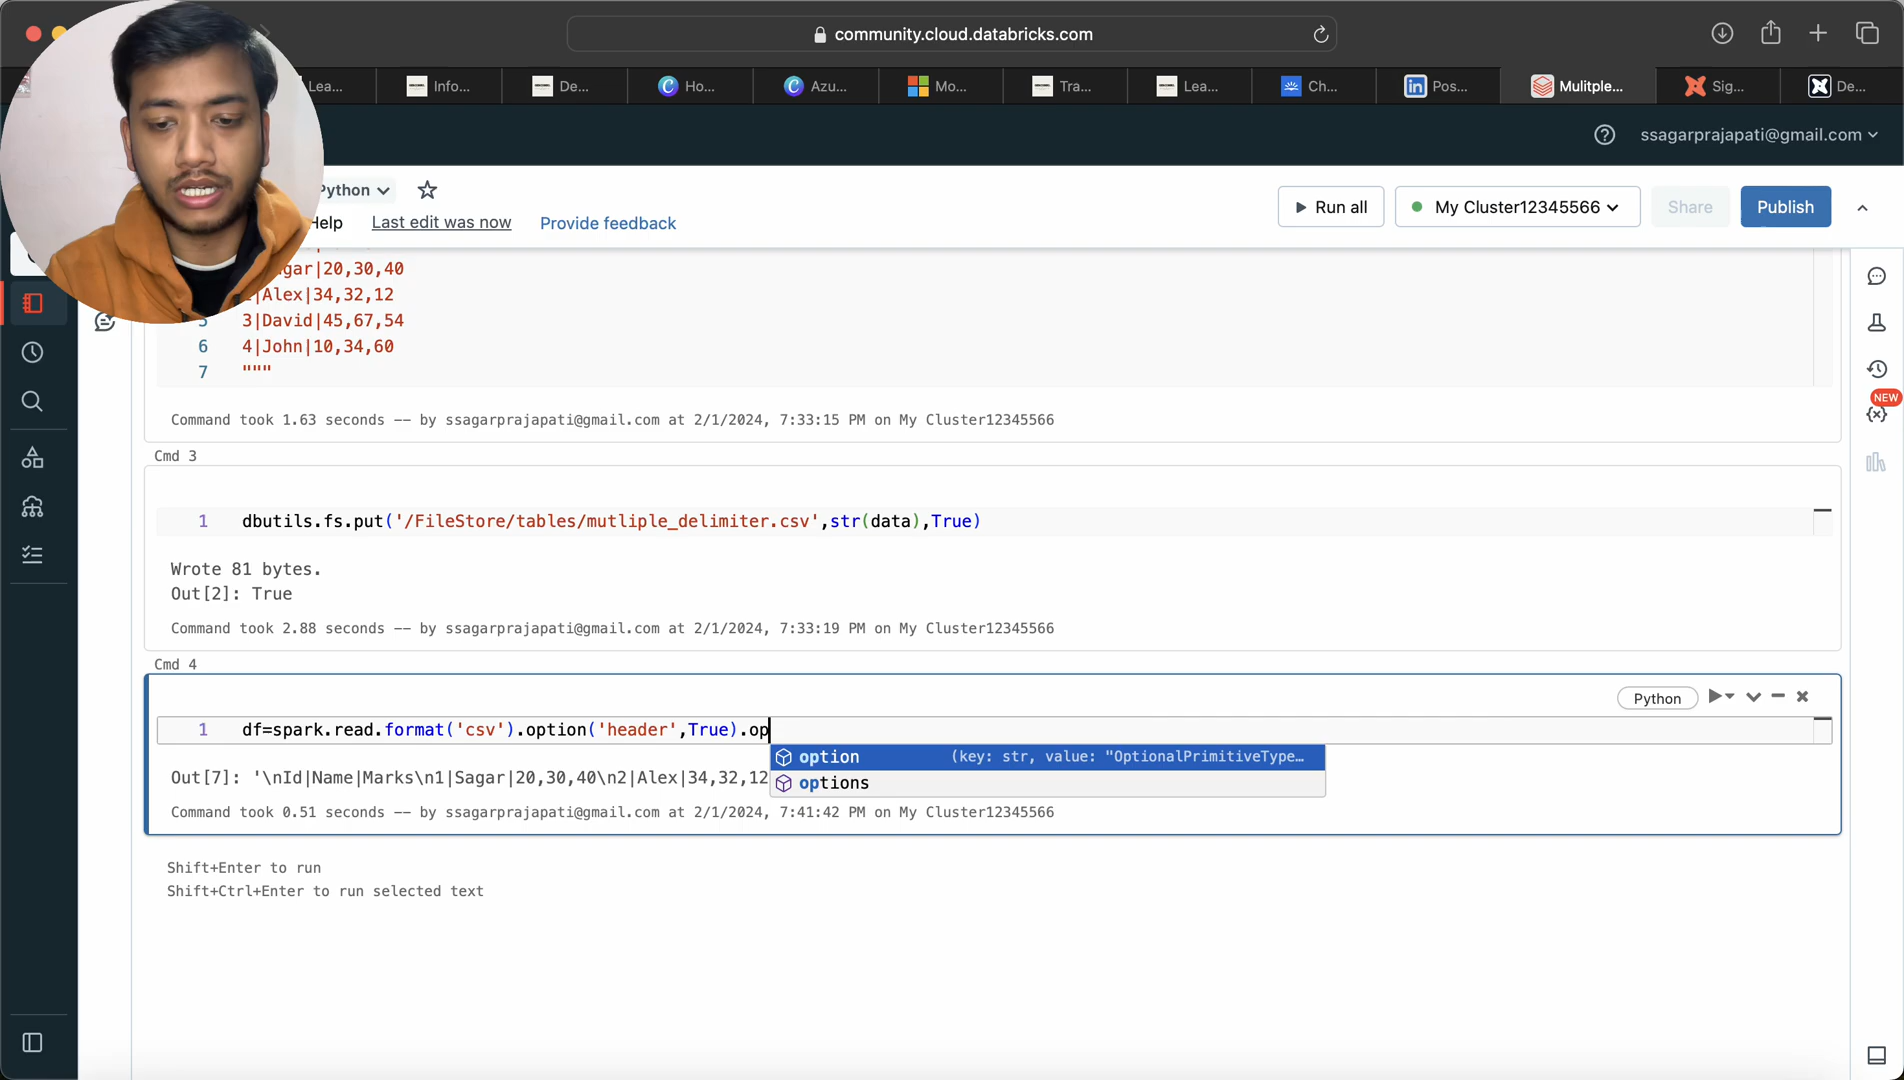 community.cloud.databricks.com
Lea...
Info...
De...
Ho...
Azu...
Mo...
Tra...
Lea...
Ch...
Pos...
Mulitple...
Sig...
De...
ssagarprajapati@gmail.com
Python
Help
Last edit was now
Provide feedback
Run all
My Cluster12345566
Share
Publish
NEW
|20,30,40
|Alex|34,32,12
5 3|David|45,67,54
6 4|John|10,34,60
7 """
Command took 1.63 seconds -- by ssagarprajapati@gmail.com at 2/1/2024, 7:33:15 PM on My Cluster12345566
Cmd 3
1 dbutils.fs.put('/FileStore/tables/mutliple_delimiter.csv',str(data),True)
Wrote 81 bytes.
Out[2]: True
Command took 2.88 seconds -- by ssagarprajapati@gmail.com at 2/1/2024, 7:33:19 PM on My Cluster12345566
Cmd 4
Python
1 df=spark.read.format('csv').option('header',True).op
option (key: str, value: "OptionalPrimitiveType...
options
Out[7]: '\nId|Name|Marks\n1|Sagar|20,30,40\n2|Alex|34,32,12
Command took 0.51 seconds -- by ssagarprajapati@gmail.com at 2/1/2024, 7:41:42 PM on My Cluster12345566
Shift+Enter to run
Shift+Ctrl+Enter to run selected text